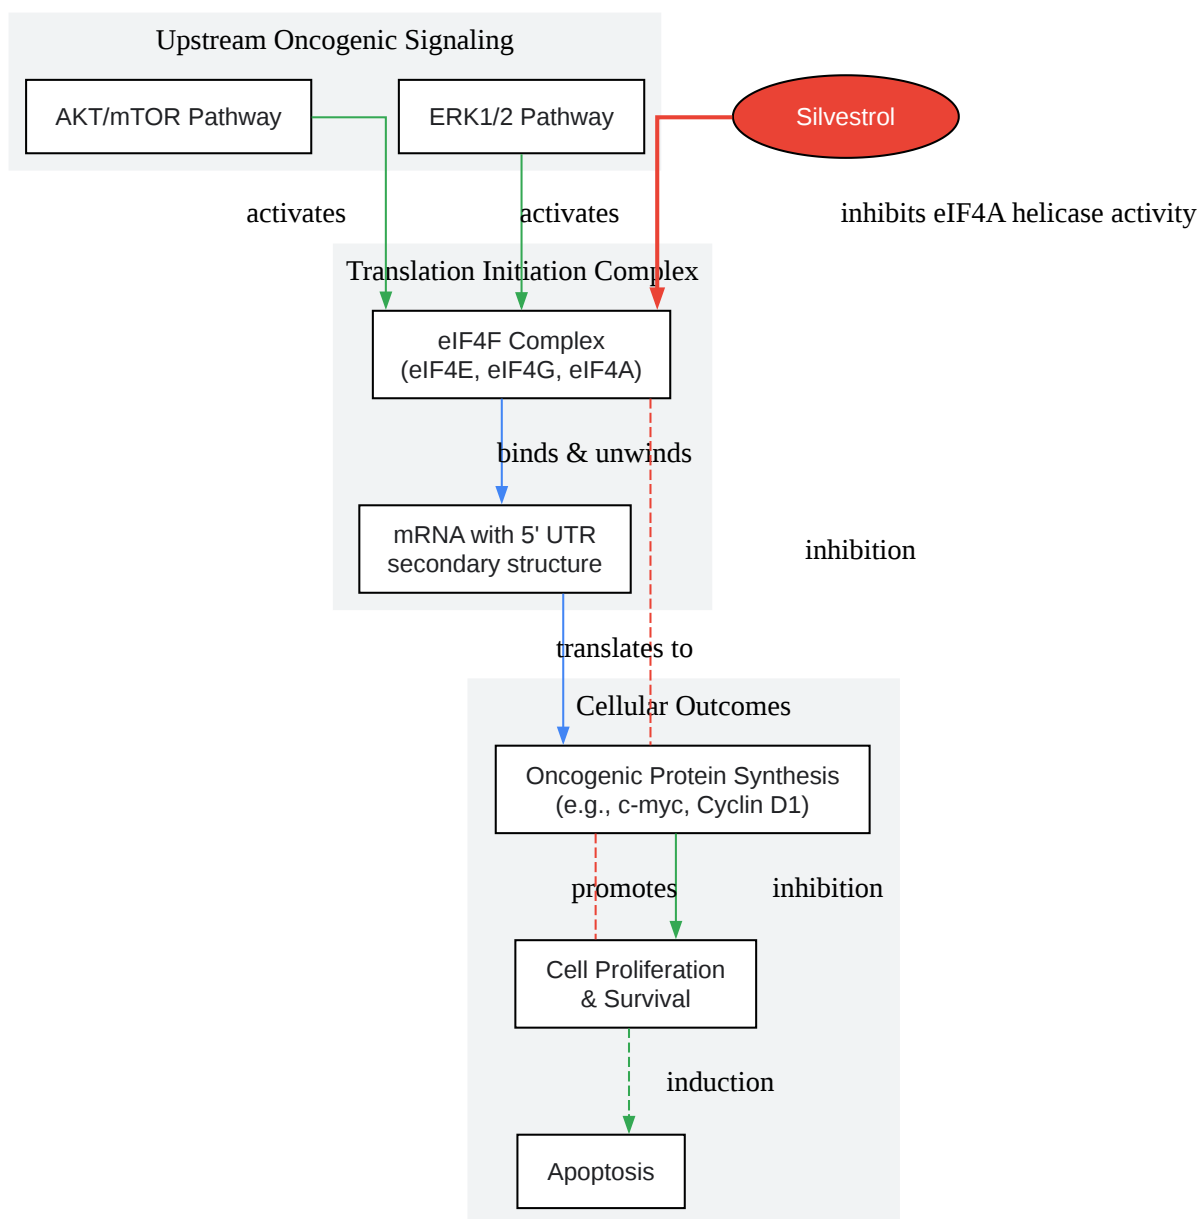 Upstream Oncogenic Signaling
AKT/mTOR Pathway
ERK1/2 Pathway
Silvestrol
activates
activates
inhibits eIF4A helicase activity
Translation Initiation Complex
eIF4F Complex
(eIF4E, eIF4G, eIF4A)
binds & unwinds
mRNA with 5' UTR
secondary structure
inhibition
translates to
Cellular Outcomes
Oncogenic Protein Synthesis
(e.g., c-myc, Cyclin D1)
promotes
inhibition
Cell Proliferation
& Survival
induction
Apoptosis